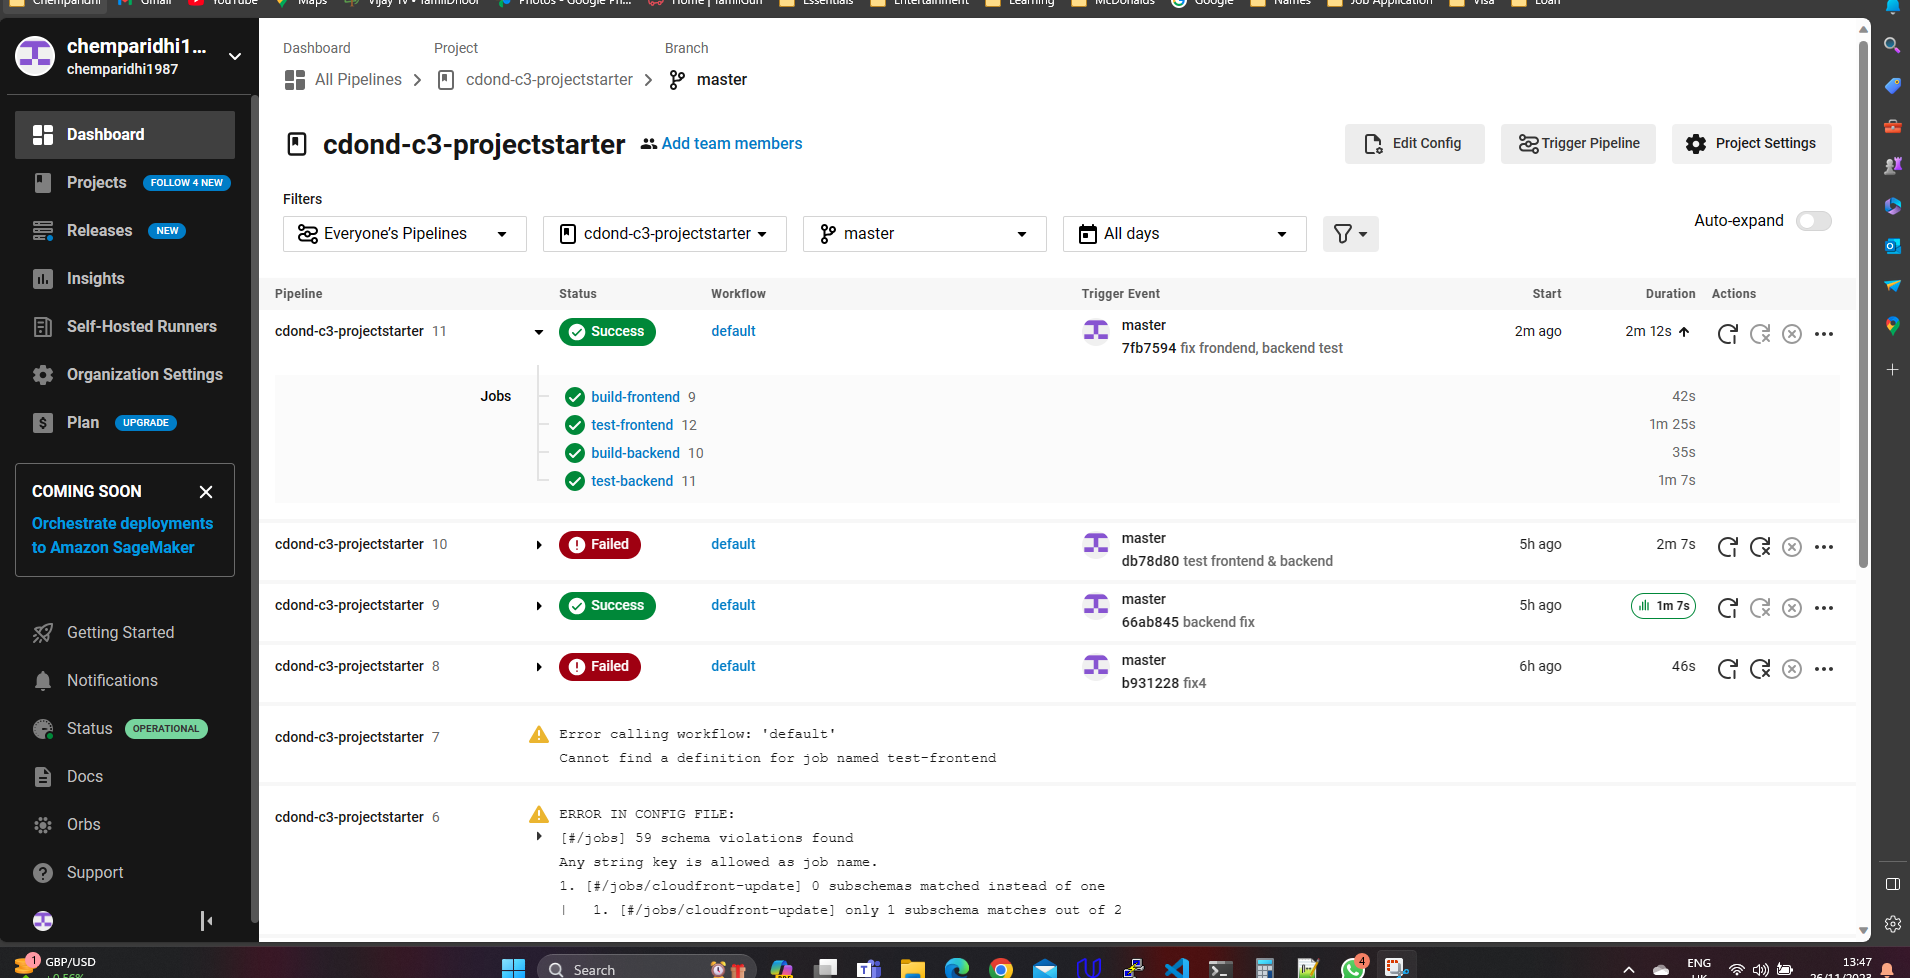 Chemparidhi Gmail YouTube Maps Vijay TV - TamilDhool Photos - Google Ph... Home | TamilGun Essentials Entertainment Learning McDonalds Google Names Job Application Visa Loan
chemparidhi1...
chemparidhi1987
Dashboard
Projects FOLLOW 4 NEW
Releases NEW
Insights
Self-Hosted Runners
Organization Settings
Plan UPGRADE
COMING SOON
Orchestrate deployments
to Amazon SageMaker
Getting Started
Notifications
Status OPERATIONAL
Docs
Orbs
Support
Dashboard Project Branch
All Pipelines cdond-c3-projectstarter master
cdond-c3-projectstarter Add team members
Edit Config Trigger Pipeline Project Settings
Filters
Everyone's Pipelines cdond-c3-projectstarter master All days
Auto-expand
Pipeline Status Workflow Trigger Event Start Duration Actions
cdond-c3-projectstarter 11 Success default master 2m ago 2m 12s
7fb7594 fix frondend, backend test
Jobs
build-frontend 9 42s
test-frontend 12 1m 25s
build-backend 10 35s
test-backend 11 1m 7s
cdond-c3-projectstarter 10 Failed default master 5h ago 2m 7s
db78d80 test frontend & backend
cdond-c3-projectstarter 9 Success default master 5h ago 1m 7s
66ab845 backend fix
cdond-c3-projectstarter 8 Failed default master 6h ago 46s
b931228 fix4
cdond-c3-projectstarter 7
Error calling workflow: 'default'
Cannot find a definition for job named test-frontend
cdond-c3-projectstarter 6
ERROR IN CONFIG FILE:
[#/jobs] 59 schema violations found
Any string key is allowed as job name.
1. [#/jobs/cloudfront-update] 0 subschemas matched instead of one
| 1. [#/jobs/cloudfront-update] only 1 subschema matches out of 2
1 GBP/USD
+0.56%
Search
4
ENG
UK
13:47
26/11/2023